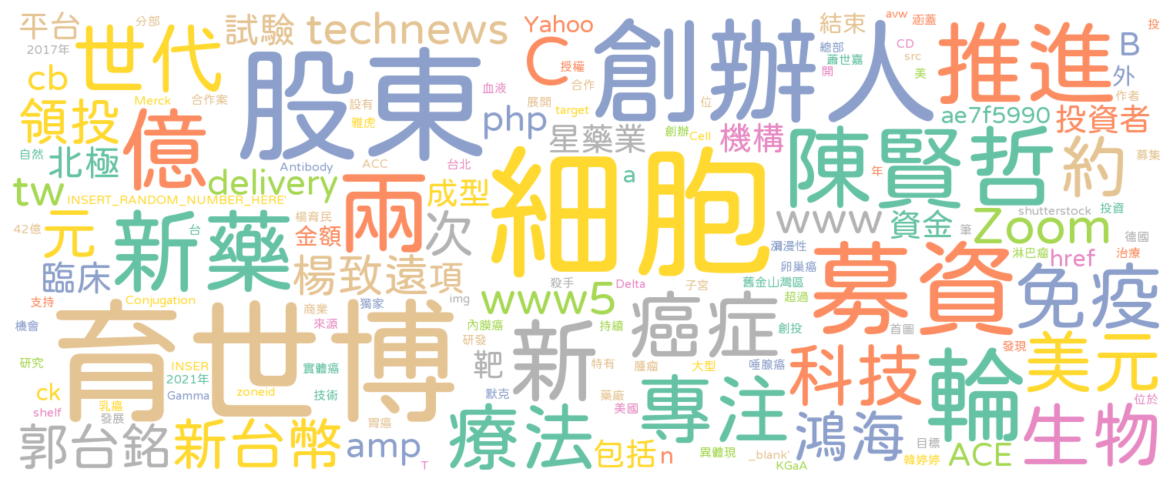 平台
分部
試驗
technews
Yahoo
avw
涵蓋
投
2017年
世代
結束
總部
CD
推進
B
創辦人
C
蕭世嘉
src
開
美
外
cb
股東
授權
合作
領投
Merck
合作案
設有
血液
php
展開
target
位
作者
ae7f5990
投資者
億
雅虎
星藥業
創辦
Cell
機構
自然
北極
Antibody
ACC
台北
細胞
a
陳賢哲
年
約
募集
tw
delivery
兩
成型
INSERT_RANDOM_NUMBER_HERE'
楊育民
www
資金
shutterstock
投資
42億
元
新藥
台
金額
次
Zoom
筆
德國
瀰漫性
淋巴癌
治療
臨床
楊致遠
項
卵巢癌
舊金山灣區
href
殺手
Delta
子宮
募資
超過
免疫
支持
Conjugation
獨家
img
www5
機會
育世博
商業
來源
內膜癌
持續
癌症
創投
首圖
研發
新
發現
美元
研究
INSER
實體癌
靶
特有
腫瘤
大型
唾腺癌
科技
輪
2021年
ck
Gamma
zoneid
技術
默克
藥廠
專注
shelf
乳癌
發展
胃癌
美國
鴻海
位於
生物
郭台銘
新台幣
amp
T
療法
包括
n
異體現
_blank'
KGaA
目標
韓婷婷
ACE